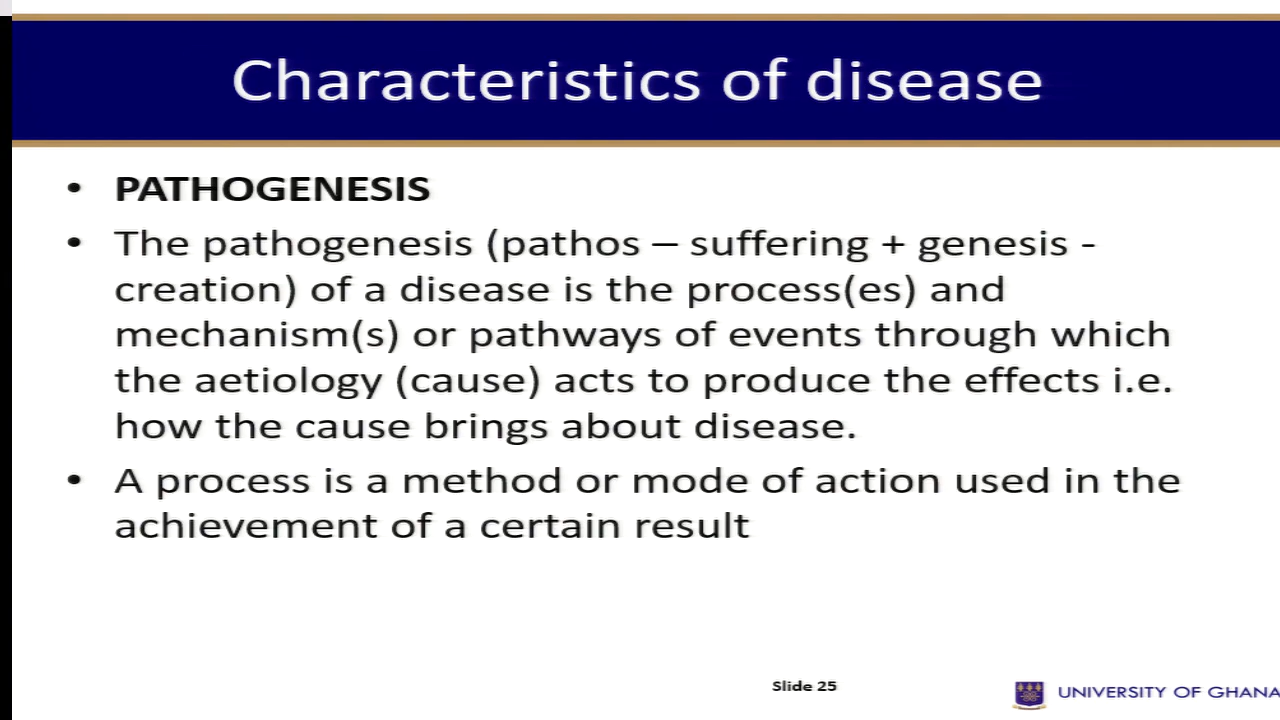 Characteristics of disease
• PATHOGENESIS
• The pathogenesis (pathos – suffering + genesis -
creation) of a disease is the process(es) and
mechanism(s) or pathways of events through which
the aetiology (cause) acts to produce the effects i.e.
how the cause brings about disease.
• A process is a method or mode of action used in the
achievement of a certain result
Slide 25
UNIVERSITY OF GHANA